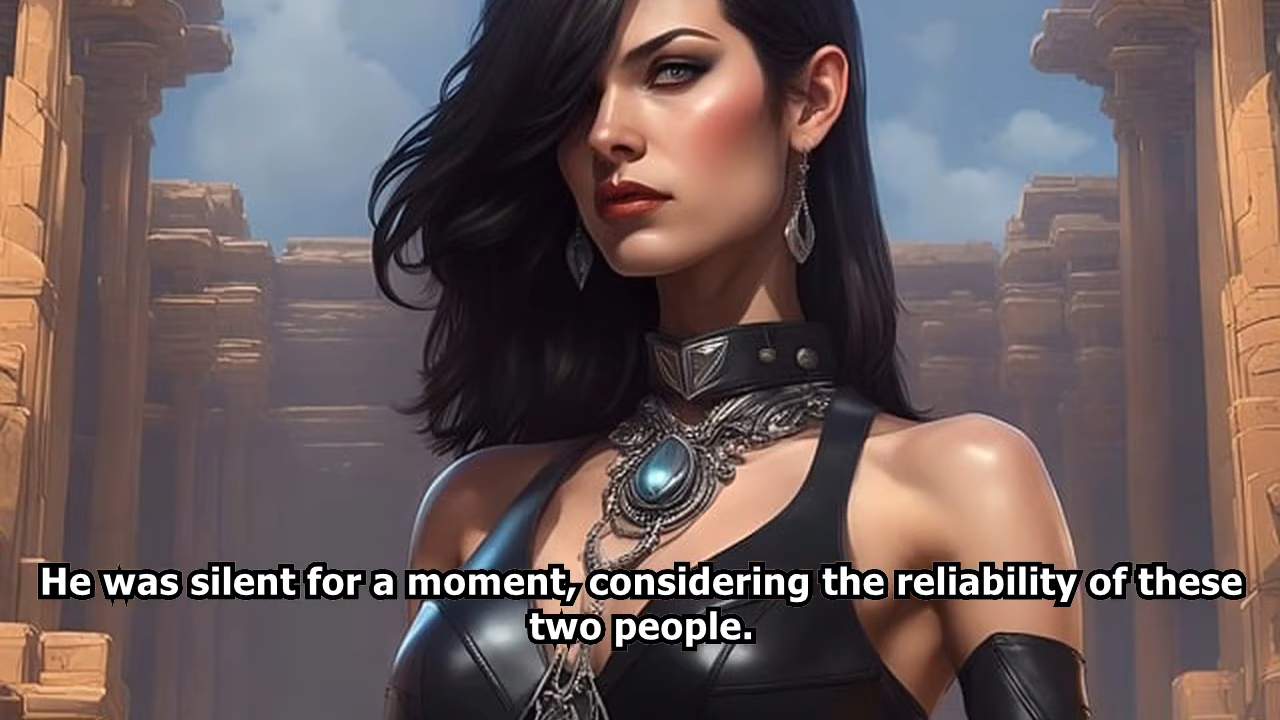 He was silent for a moment, considering the reliability of these
two people.